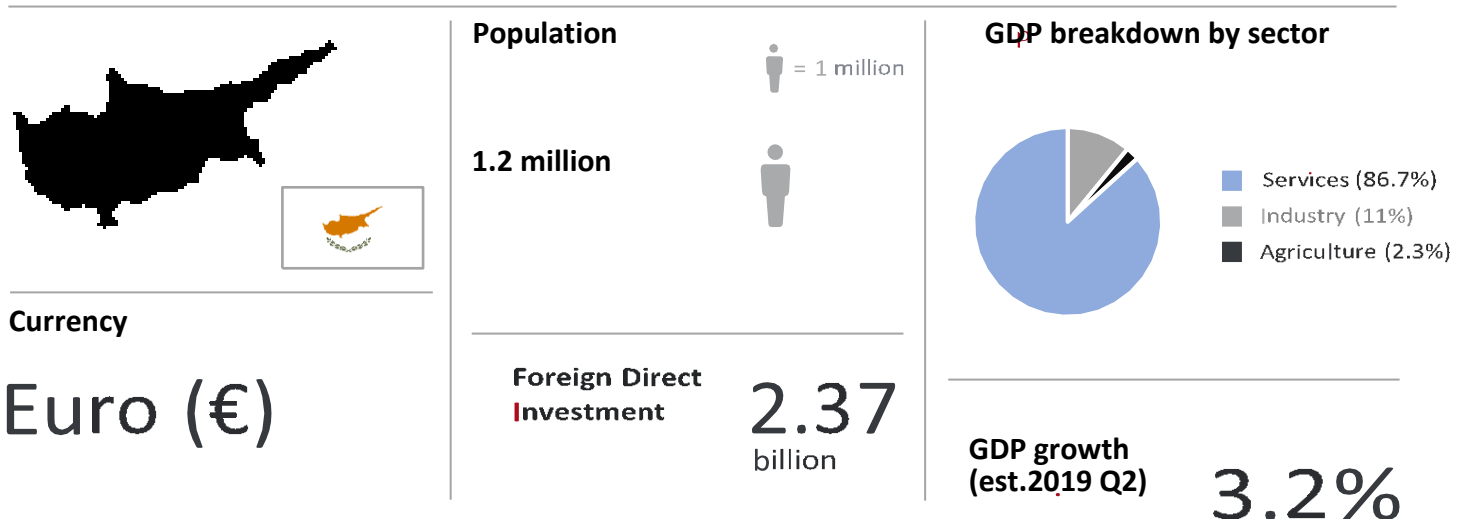 Population
= 1 million
1.2 million
GDP breakdown by sector
Services (86.7%)
Industry (11%)
Agriculture (2.3%)
Currency
Euro (€)
Foreign Direct
Investment
2.37
billion
GDP growth
(est.2019 Q2)
3.2%